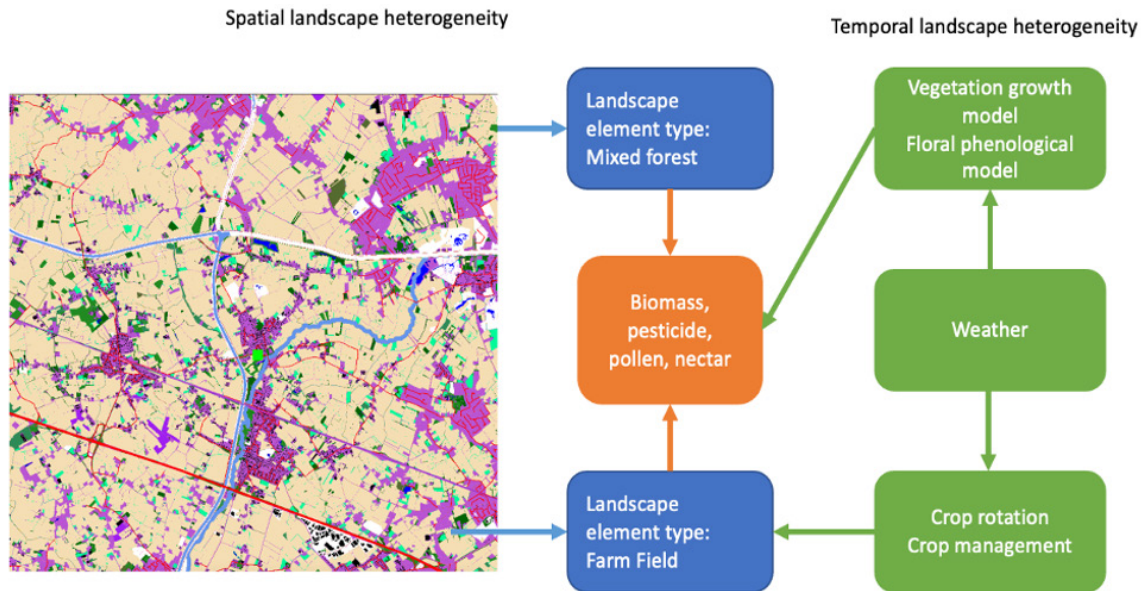 Spatial landscape heterogeneity
Temporal landscape heterogeneity
Landscape
element type:
Mixed forest
Vegetation growth
model
Floral phenological
model
Biomass,
pesticide,
pollen, nectar
Weather
Landscape
element type:
Farm Field
Crop rotation
Crop management